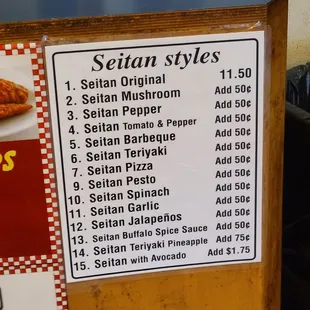 Seitan styles
1. Seitan Original 11.50
2. Seitan Mushroom Add 50¢
3. Seitan Pepper Add 50¢
4. Seitan Tomato & Pepper Add 50¢
5. Seitan Barbeque Add 50¢
6. Seitan Teriyaki Add 50¢
7. Seitan Pizza Add 50¢
9. Seitan Pesto Add 50¢
10. Seitan Spinach Add 50¢
11. Seitan Garlic Add 50¢
12. Seitan Jalapeños Add 50¢
13. Seitan Buffalo Spice Sauce Add 50¢
14. Seitan Teriyaki Pineapple Add 75¢
15. Seitan with Avocado Add $1.75